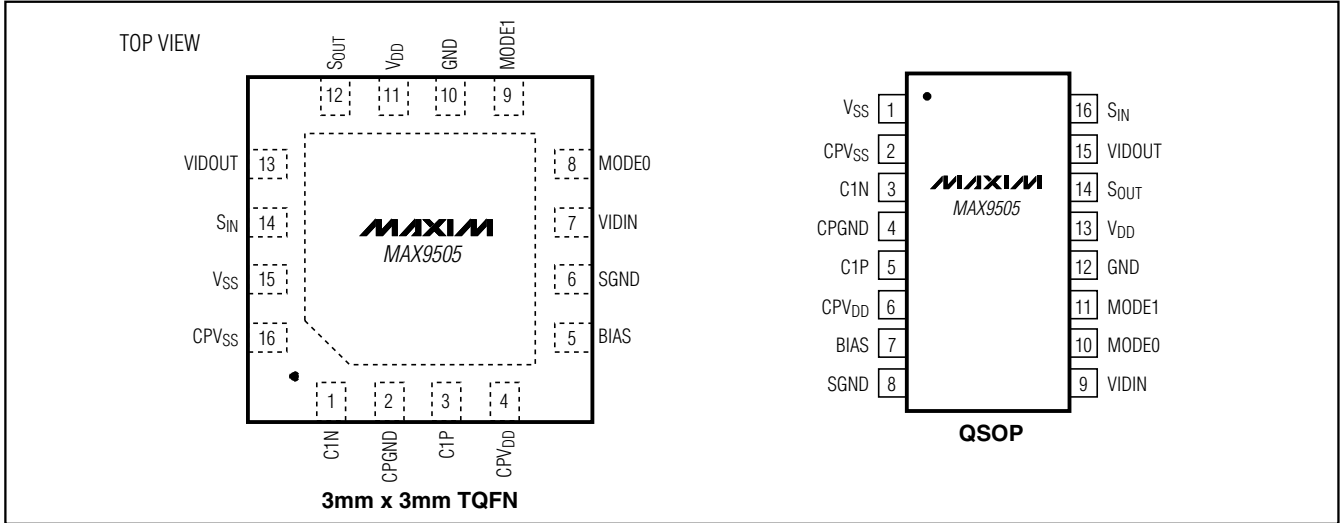 TOP VIEW
SOUT
VDD
GND
MODE1
12
11
10
9
VIDOUT 13
8 MODE0
SIN 14
7 VIDIN
VSS 15
6 SGND
CPVSS 16
5 BIAS
MAXIM
MAX9505
1
2
3
4
C1N
CPGND
C1P
CPVDD
3mm x 3mm TQFN
VSS 1
16 SIN
CPVSS 2
15 VIDOUT
C1N 3
14 SOUT
CPGND 4
13 VDD
C1P 5
12 GND
CPVDD 6
11 MODE1
BIAS 7
10 MODE0
SGND 8
9 VIDIN
MAXIM
MAX9505
QSOP